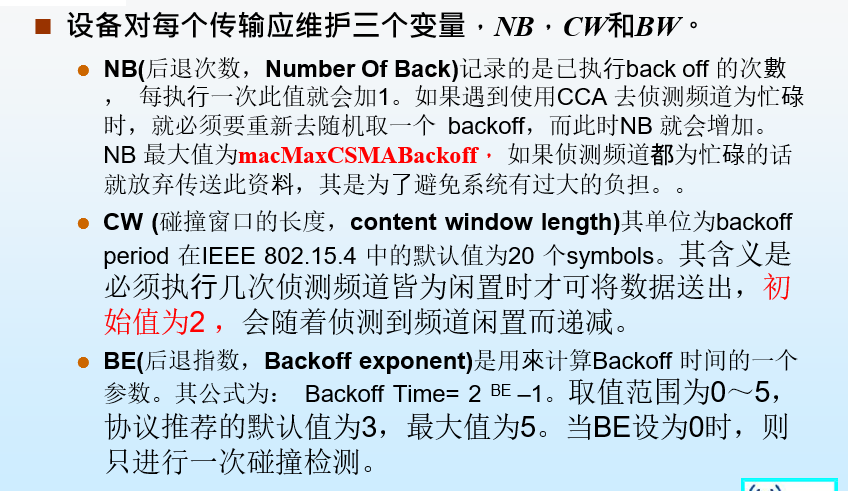 设备对每个传输应维护三个变量，NB，CW和BW。
NB(后退次数，Number Of Back)记录的是已执行back off 的次數
， 每执行一次此值就会加1。如果遇到使用CCA 去侦测频道为忙碌
时，就必须要重新去随机取一个 backoff，而此时NB 就会增加。
NB 最大值为macMaxCSMABackoff， 如果侦测频道都为忙碌的话
就放弃传送此资料，其是为了避免系统有过大的负担。。
CW (碰撞窗口的长度，content window length)其单位为backoff
period 在IEEE 802.15.4 中的默认值为20 个symbols。其含义是
必须执行几次侦测频道皆为闲置时才可将数据送出，初
始值为2 ，会随着侦测到频道闲置而递减。
BE(后退指数，Backoff exponent)是用來计算Backoff 时间的一个
参数。其公式为： Backoff Time= 2 BE –1。取值范围为0～5，
协议推荐的默认值为3，最大值为5。当BE设为0时，则
只进行一次碰撞检测。